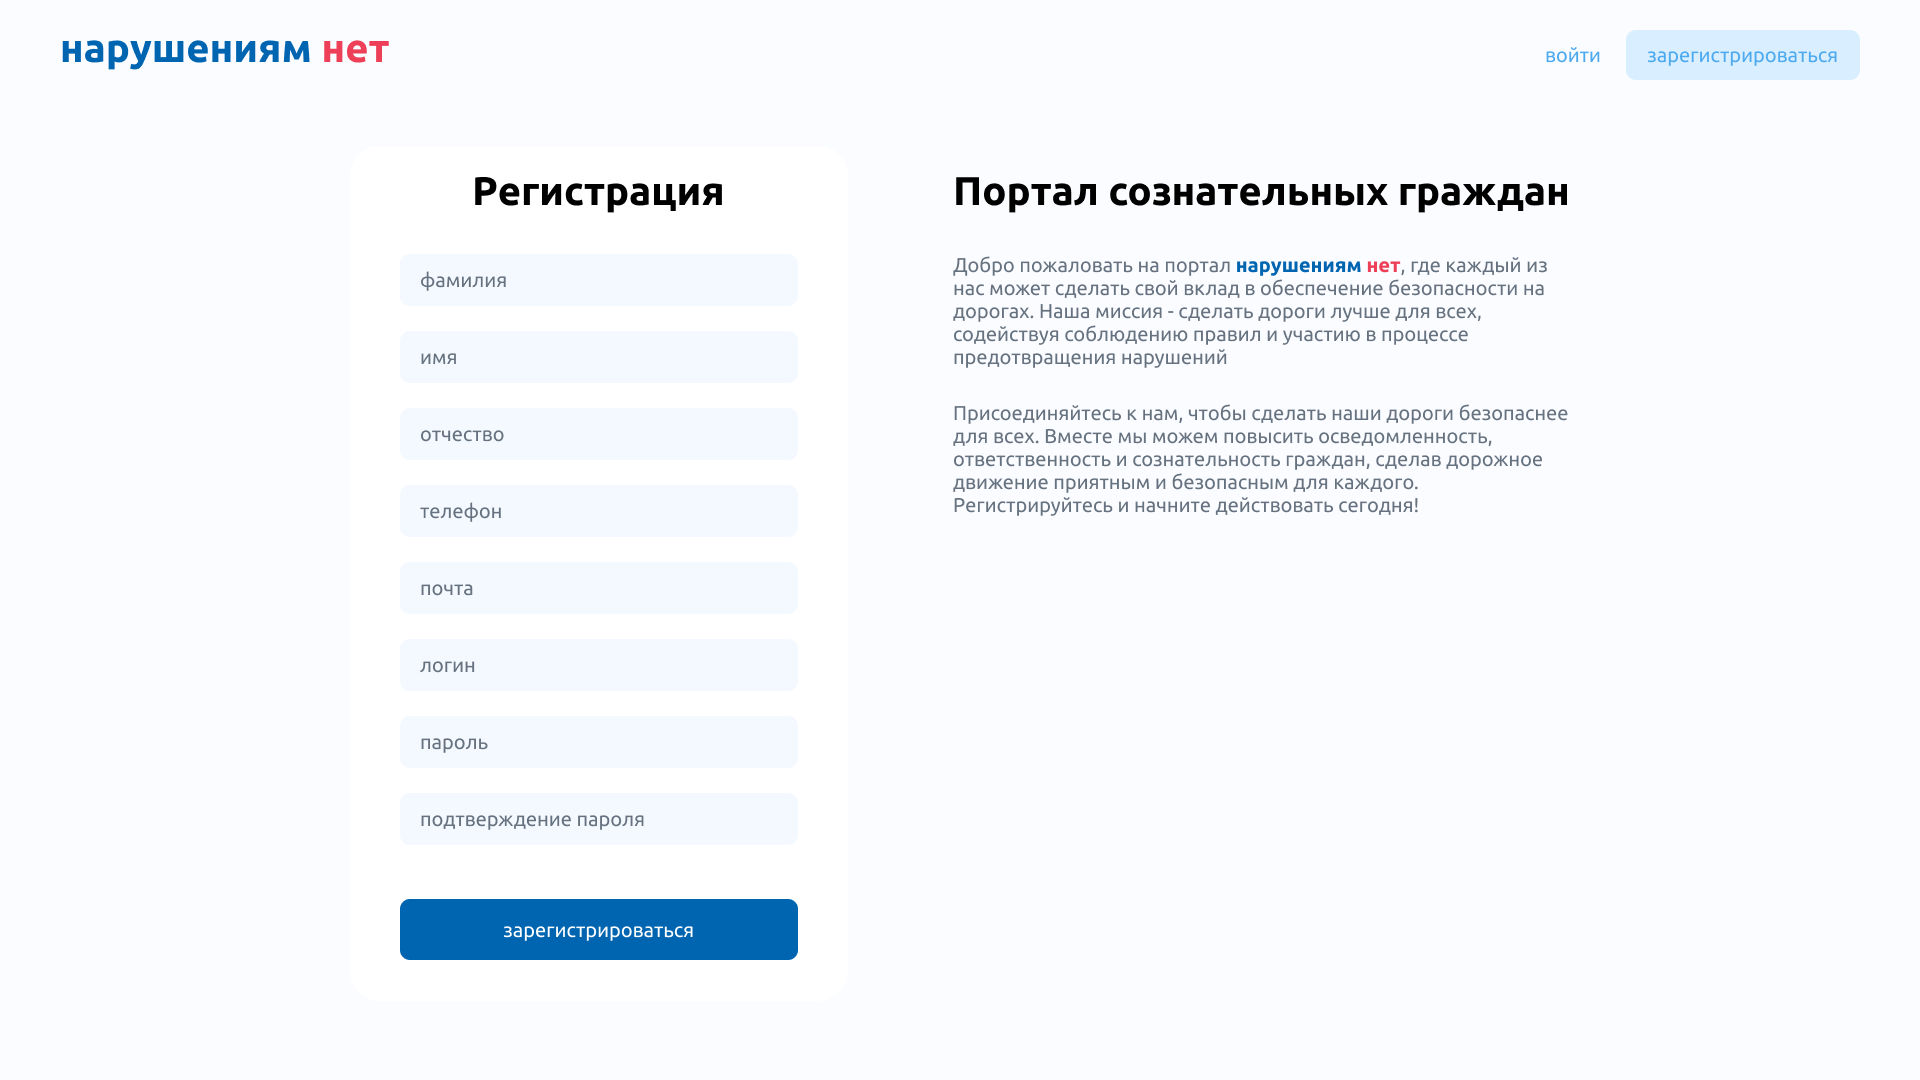 нарушениям нет
войти
зарегистрироваться
Регистрация
фамилия
имя
отчество
телефон
почта
логин
пароль
подтверждение пароля
зарегистрироваться
Портал сознательных граждан
Добро пожаловать на портал нарушениям нет, где каждый из
нас может сделать свой вклад в обеспечение безопасности на
дорогах. Наша миссия - сделать дороги лучше для всех,
содействуя соблюдению правил и участию в процессе
предотвращения нарушений
Присоединяйтесь к нам, чтобы сделать наши дороги безопаснее
для всех. Вместе мы можем повысить осведомленность,
ответственность и сознательность граждан, сделав дорожное
движение приятным и безопасным для каждого.
Регистрируйтесь и начните действовать сегодня!